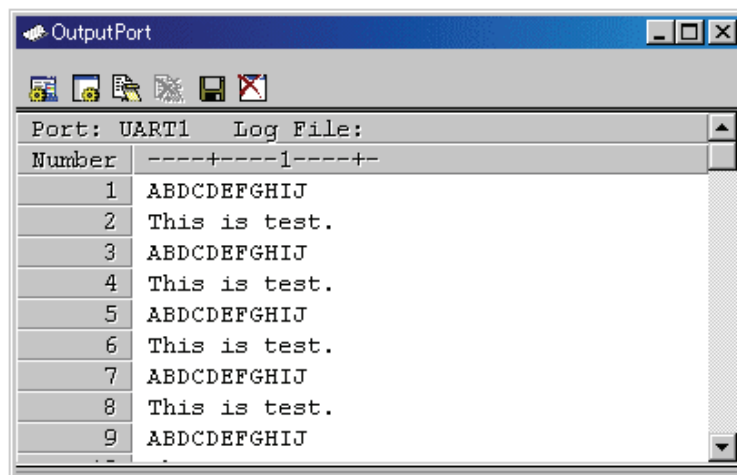 OutputPort
Port: UART1 Log File:
Number ----+----1----+-
1 ABDCDEFGHIJ
2 This is test.
3 ABDCDEFGHIJ
4 This is test.
5 ABDCDEFGHIJ
6 This is test.
7 ABDCDEFGHIJ
8 This is test.
9 ABDCDEFGHIJ